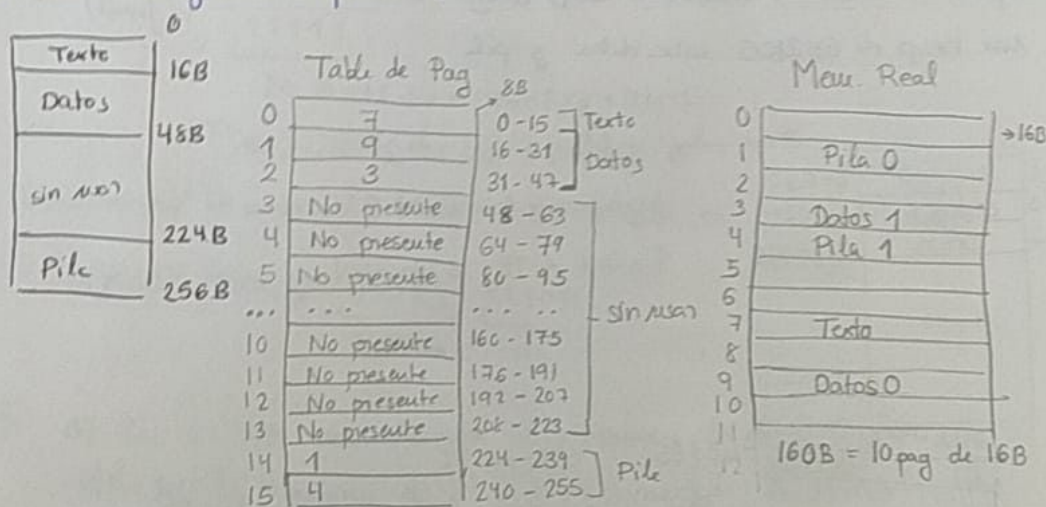 0
Texto
16B
Datos
48B
sin usar
224B
Pila
256B
Tabla de Pag
8B
0 7 0-15 Texto
1 9 16-31 Datos
2 3 31-47
3 No presente 48-63
4 No presente 64-79
5 No presente 80-95
... .... .... .. sin usar
10 No presente 160-175
11 No presente 176-191
12 No presente 192-207
13 No presente 208-223
14 1 224-239 Pila
15 4 240-255
Mem. Real
0 16B
1 Pila 0
2
3 Datos 1
4 Pila 1
5
6
7 Texto
8
9 Datos 0
10
11
12
160B = 10 pag de 16B